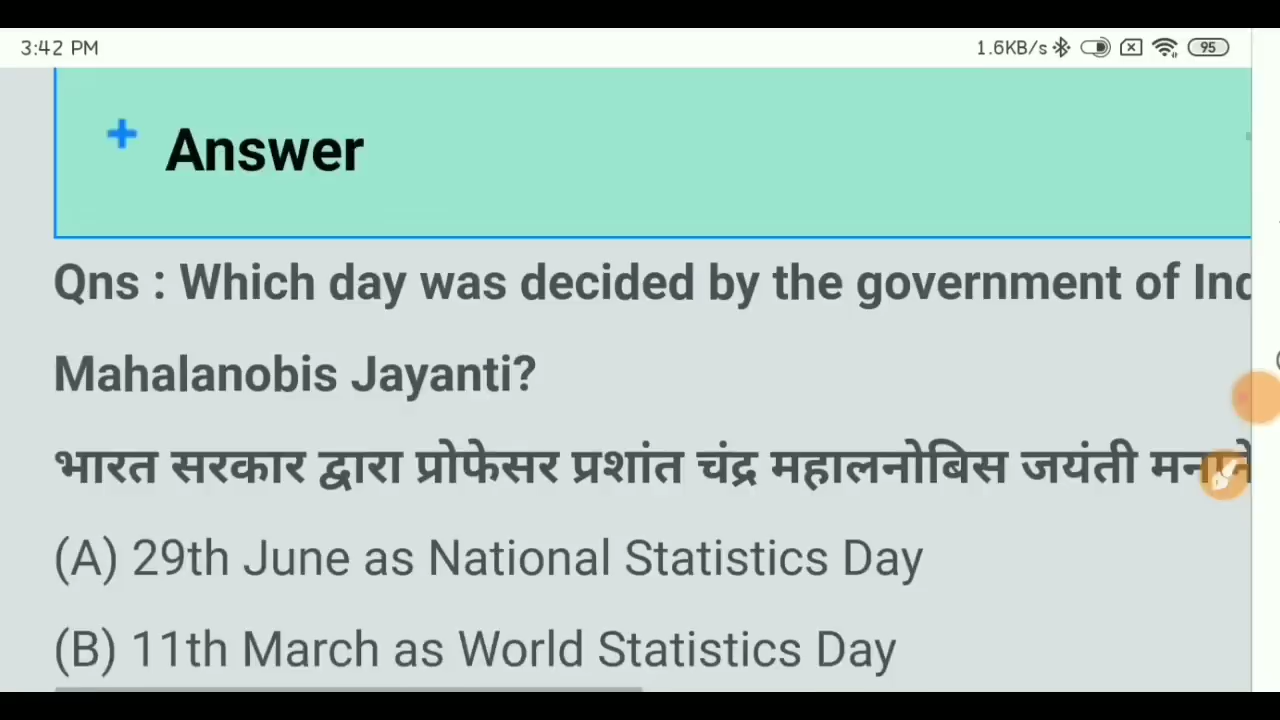 3:42 PM
1.6KB/s
95
+ Answer
Qns : Which day was decided by the government of
Mahalanobis Jayanti?
भारत सरकार द्वारा प्रोफेसर प्रशांत चंद्र महालनोबिस जयंती
(A) 29th June as National Statistics Day
(B) 11th March as World Statistics Day